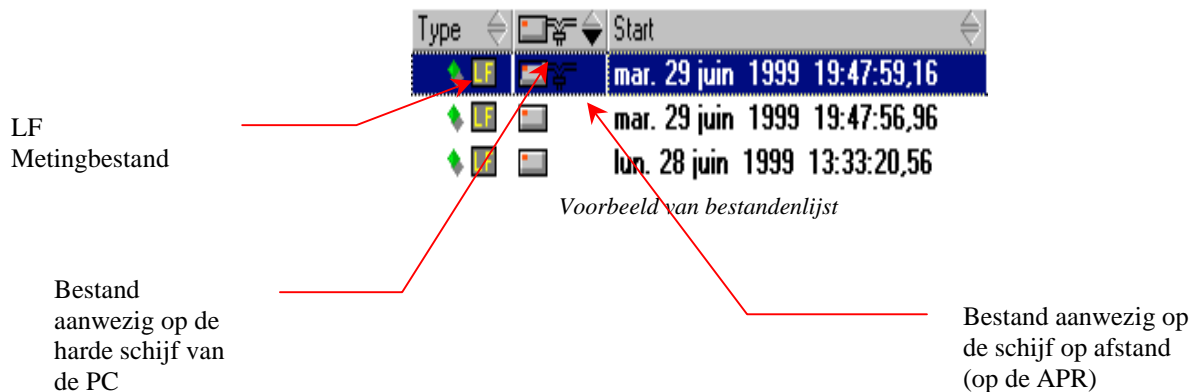 Type Start
LF mar. 29 juin 1999 19:47:59,16
LF mar. 29 juin 1999 19:47:56,96
LF lun. 28 juin 1999 13:33:20,56
LF
Metingbestand
Voorbeeld van bestandenlijst
Bestand
aanwezig op de
harde schijf van
de PC
Bestand aanwezig op
de schijf op afstand
(op de APR)